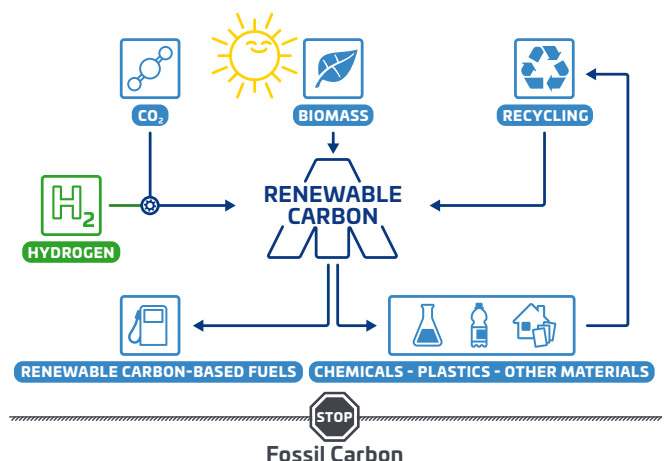 CO₂
BIOMASS
RECYCLING
RENEWABLE
CARBON
H₂
HYDROGEN
RENEWABLE CARBON-BASED FUELS
CHEMICALS - PLASTICS - OTHER MATERIALS
STOP
Fossil Carbon